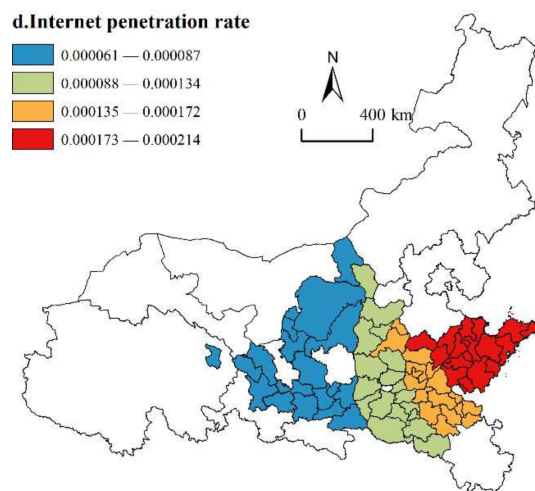 d.Internet penetration rate
0.000061 — 0.000087
0.000088 — 0.000134
0.000135 — 0.000172
0.000173 — 0.000214
N
0 400 km